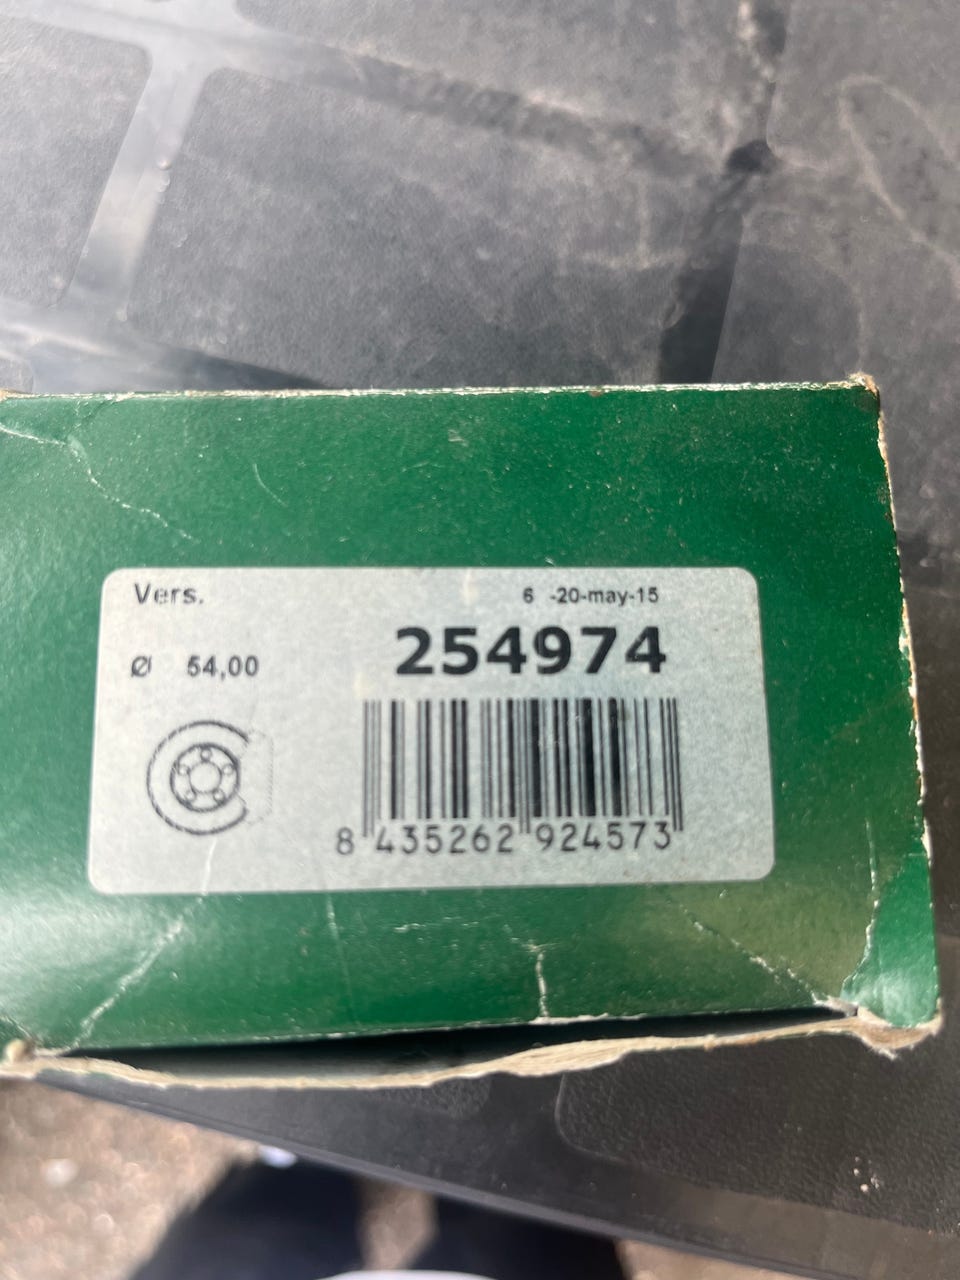 Vers. 6 -20-may-15
254974
Ø 54,00
8 435262 924573